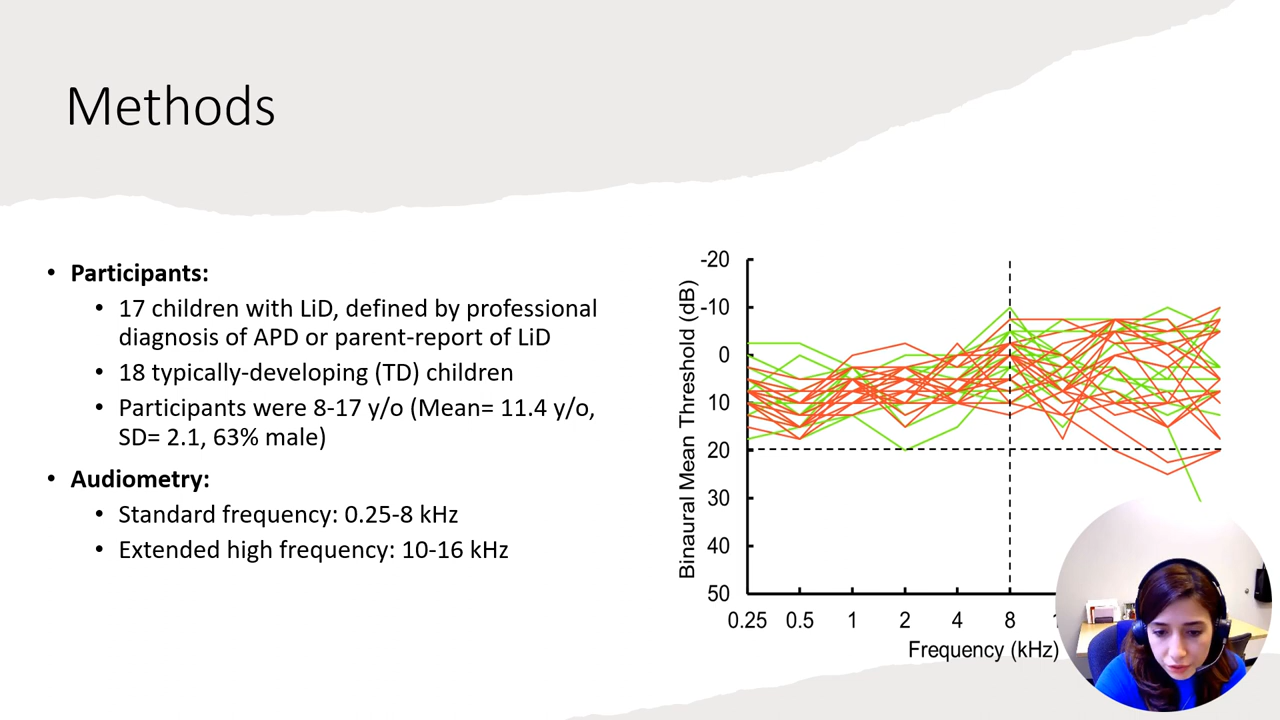 Methods
• Participants:
• 17 children with LiD, defined by professional
diagnosis of APD or parent-report of LiD
• 18 typically-developing (TD) children
• Participants were 8-17 y/o (Mean= 11.4 y/o,
SD= 2.1, 63% male)
• Audiometry:
• Standard frequency: 0.25-8 kHz
• Extended high frequency: 10-16 kHz
Binaural Mean Threshold (dB)
-20
-10
0
10
20
30
40
50
0.25 0.5 1 2 4 8
Frequency (kHz)